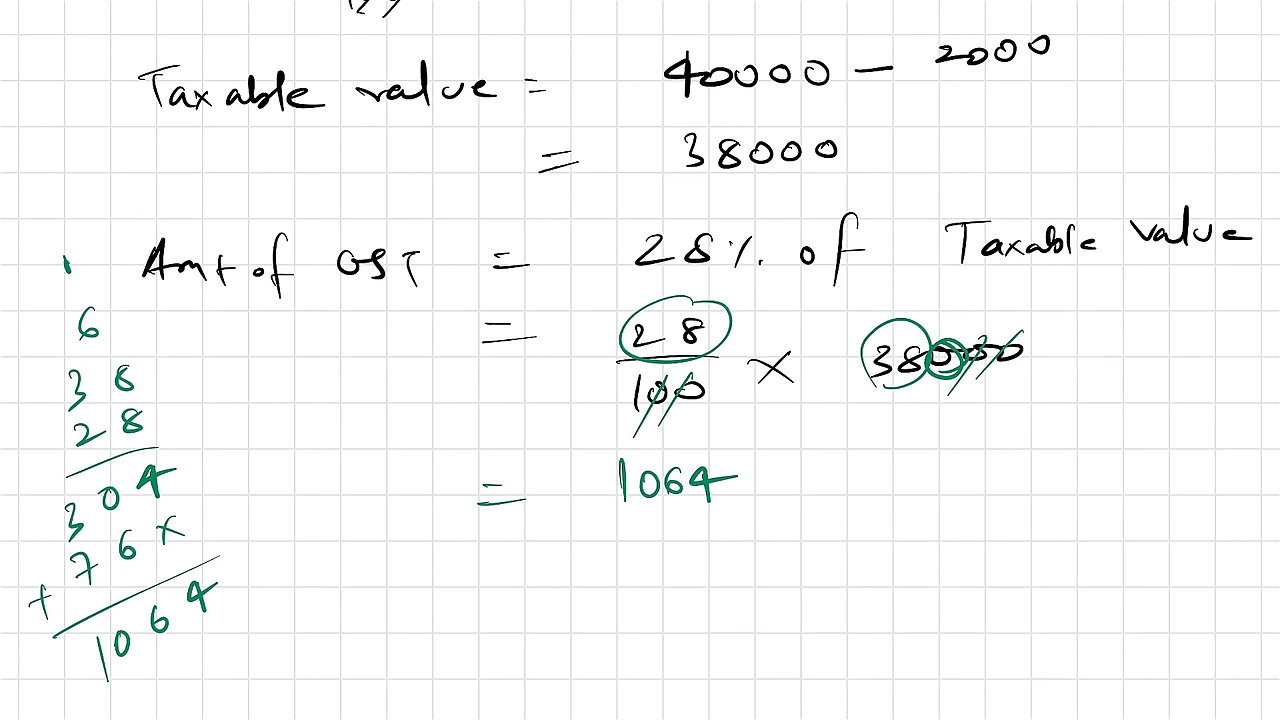 Taxable value = 40000 - 2000
= 38000
Amt of GST = 28% of Taxable value
= 28/100 × 38000
= 1064
6
38
28
304
+ 76×
1064